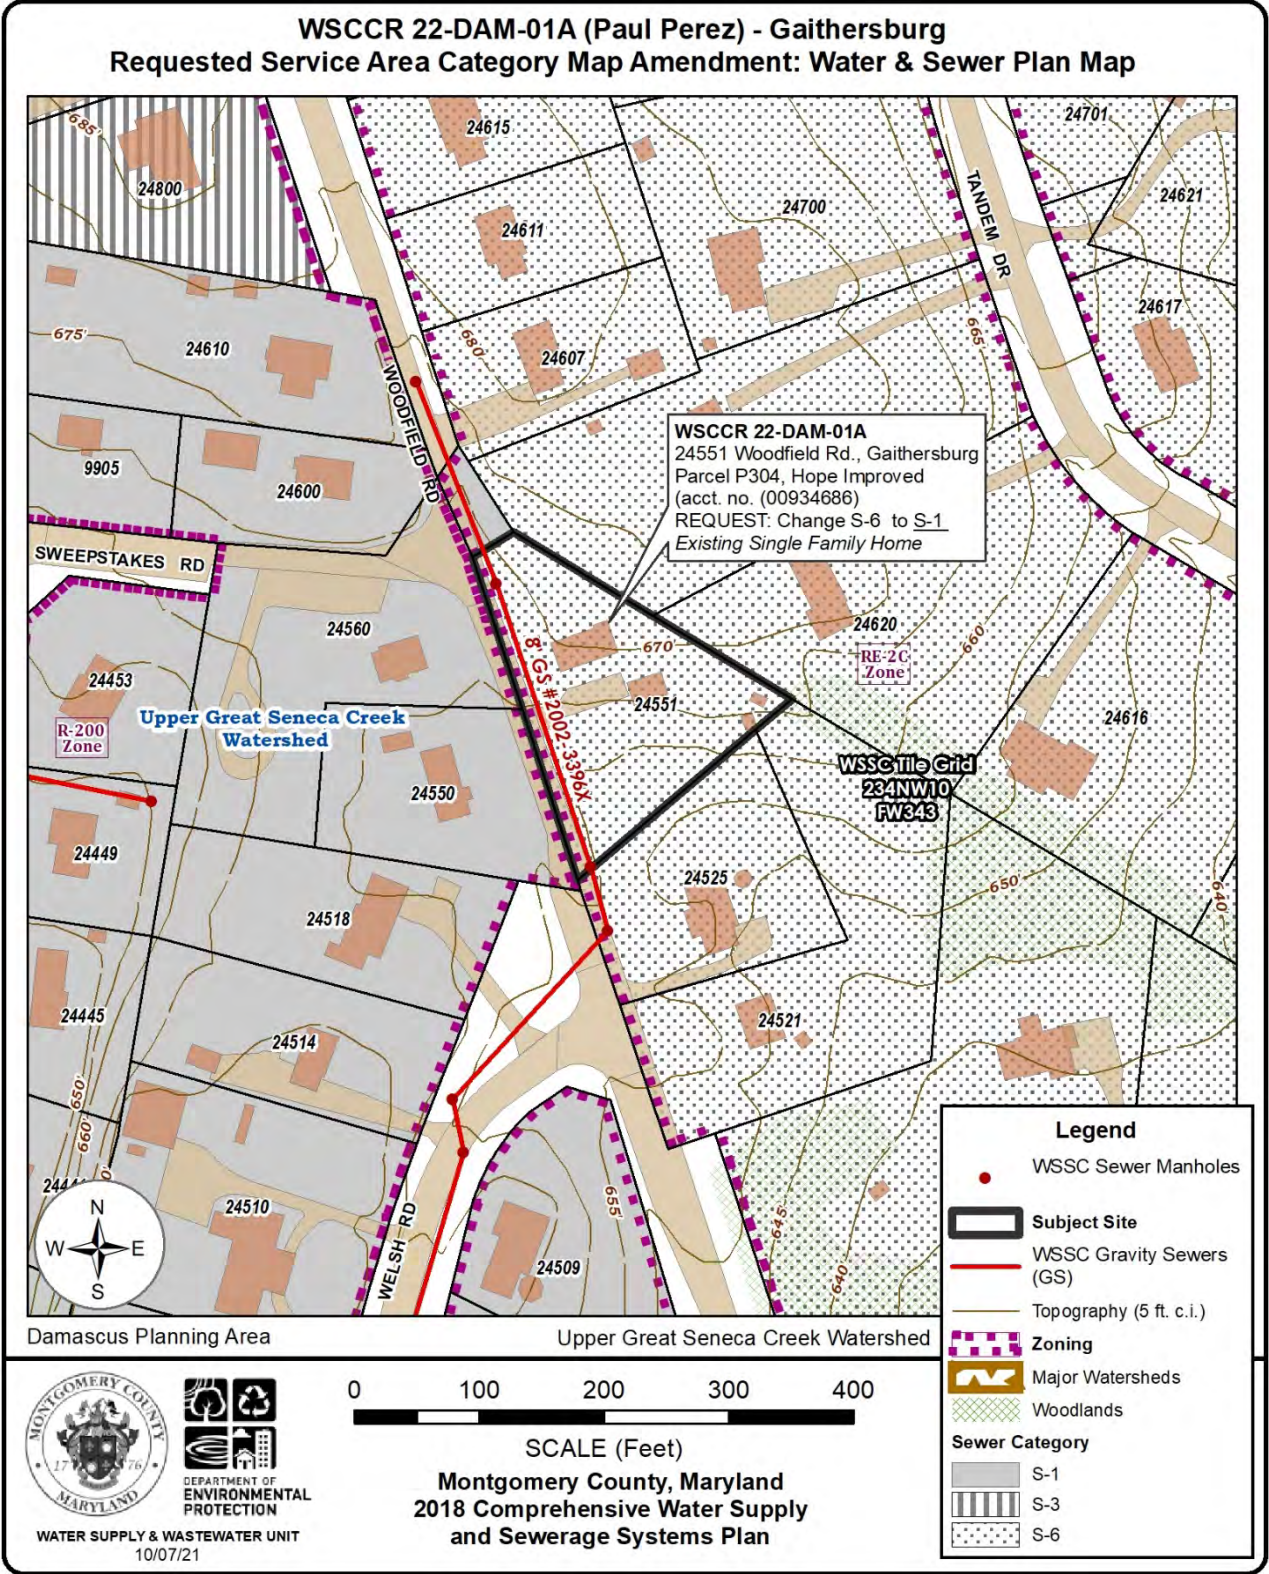 WSCCR 22-DAM-01A (Paul Perez) - Gaithersburg
Requested Service Area Category Map Amendment: Water & Sewer Plan Map
685'
24800
24615
24611
24700
TANDEM DR
24701
24621
24617
675'
24610
680'
24607
665'
WOODFIELD RD
9905
24600
WSCCR 22-DAM-01A
24551 Woodfield Rd., Gaithersburg
Parcel P304, Hope Improved
(acct. no. (00934686)
REQUEST: Change S-6 to S-1
Existing Single Family Home
SWEEPSTAKES RD
24560
670'
24620
660'
RE-2C
Zone
24453
R-200
Zone
Upper Great Seneca Creek
Watershed
8' GS #2002-3396X
24551
24616
24550
WSSC Tile Grid
234NW10
FW343
24449
24525
650'
640'
24518
24445
24514
24521
650'
660'
24510
WELSH RD
655'
24509
645'
640'
N
W
E
S
Legend
WSSC Sewer Manholes
Subject Site
WSSC Gravity Sewers
(GS)
Topography (5 ft. c.i.)
Zoning
Major Watersheds
Woodlands
Sewer Category
S-1
S-3
S-6
Damascus Planning Area
Upper Great Seneca Creek Watershed
MONTGOMERY COUNTY
17 76
MARYLAND
DEPARTMENT OF
ENVIRONMENTAL
PROTECTION
WATER SUPPLY & WASTEWATER UNIT
10/07/21
0 100 200 300 400
SCALE (Feet)
Montgomery County, Maryland
2018 Comprehensive Water Supply
and Sewerage Systems Plan